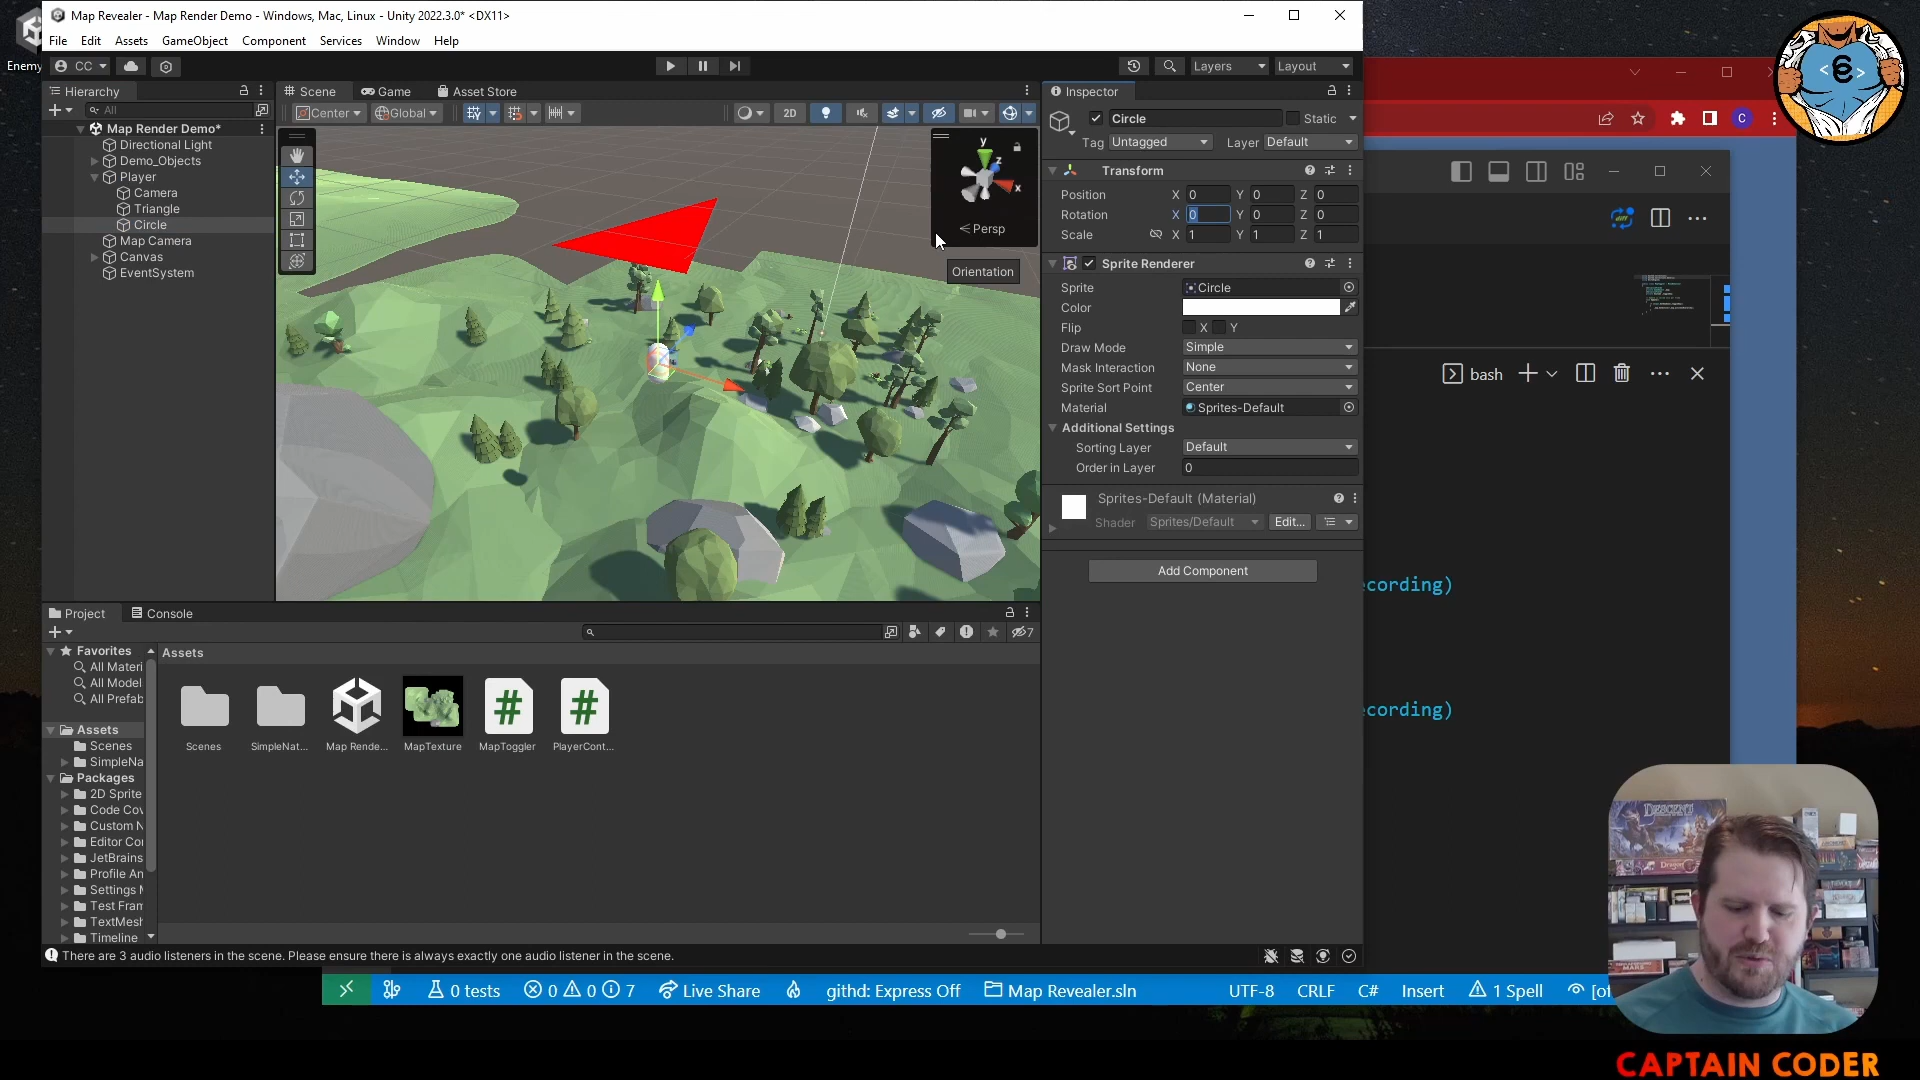 Map Revealer - Map Render Demo - Windows, Mac, Linux - Unity 2022.3.0* <DX11>
File Edit Assets GameObject Component Services Window Help
Enemy
CC
Layers
Layout
C
Hierarchy
All
Map Render Demo*
Directional Light
Demo_Objects
Player
Camera
Triangle
Circle
Map Camera
Canvas
EventSystem
Scene
Game
Asset Store
Center
Global
2D
y
z
x
Persp
Orientation
Inspector
Circle
Static
Tag Untagged
Layer Default
Transform
Position X 0 Y 0 Z 0
Rotation X 0 Y 0 Z 0
Scale X 1 Y 1 Z 1
Sprite Renderer
Sprite Circle
Color
Flip X Y
Draw Mode Simple
Mask Interaction None
Sprite Sort Point Center
Material Sprites-Default
Additional Settings
Sorting Layer Default
Order in Layer 0
Sprites-Default (Material)
Shader Sprites/Default Edit...
Add Component
bash
cording)
cording)
Project
Console
7
Favorites
All Materi
All Model
All Prefab
Assets
Scenes
SimpleNa
Packages
2D Sprite
Code Cov
Custom N
Editor Co
JetBrains
Profile An
Settings M
Test Fram
TextMesh
Timeline
Assets
Scenes
SimpleNat...
Map Rende...
MapTexture
MapToggler
PlayerCont...
There are 3 audio listeners in the scene. Please ensure there is always exactly one audio listener in the scene.
0 tests
0 0 7
Live Share
githd: Express Off
Map Revealer.sln
UTF-8
CRLF
C#
Insert
1 Spell
[o
DESCENT
CAPTAIN CODER